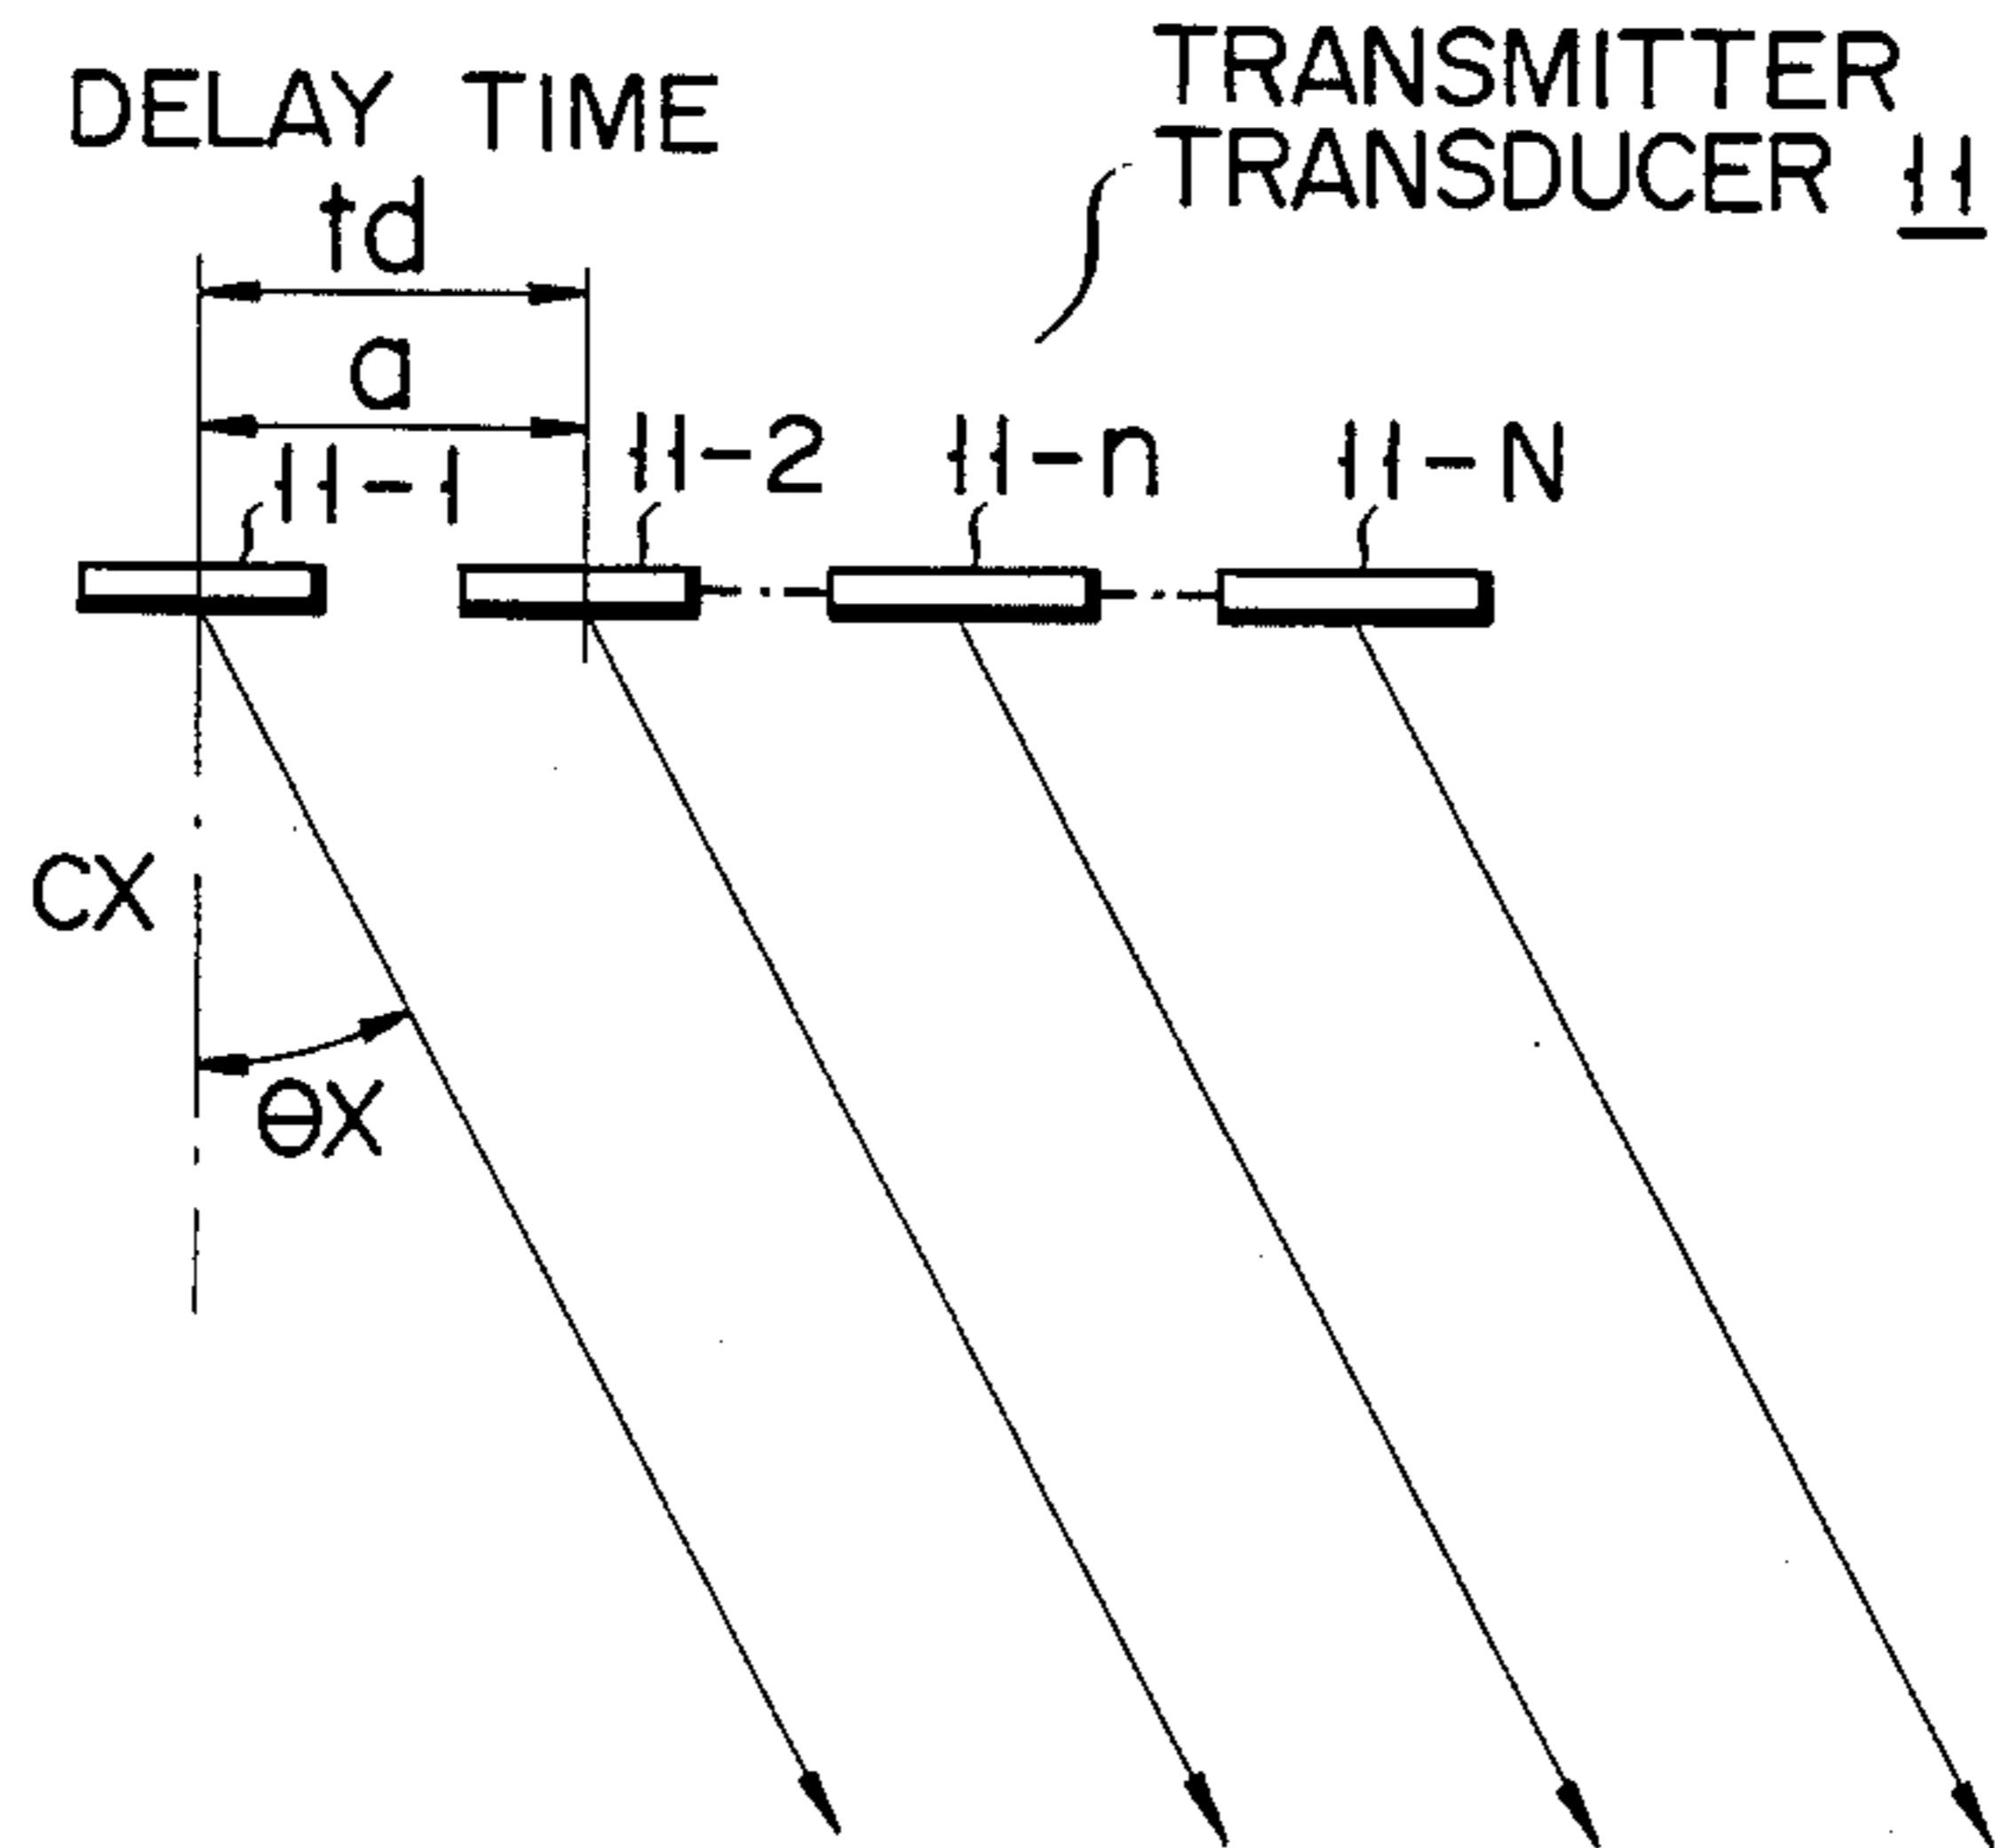 DELAY TIME
td
a
TRANSMITTER
TRANSDUCER 11
11-1
11-2
11-n
11-N
CX
θX